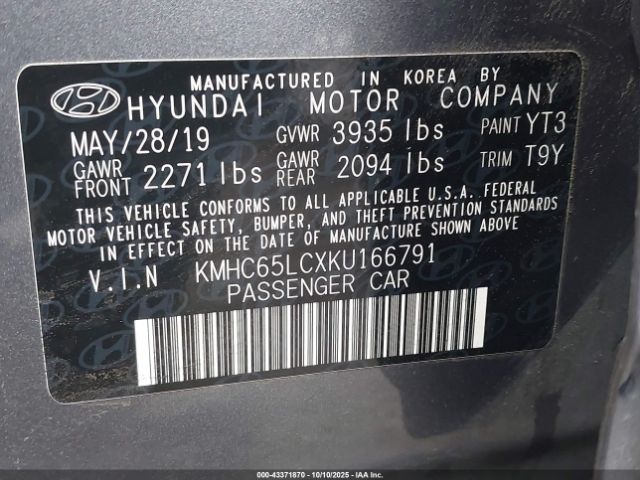 MANUFACTURED IN KOREA BY
HYUNDAI MOTOR COMPANY
MAY/28/19 GVWR 3935 lbs PAINT YT3
GAWR FRONT 2271 lbs GAWR REAR 2094 lbs TRIM T9Y
THIS VEHICLE CONFORMS TO ALL APPLICABLE U.S.A. FEDERAL
MOTOR VEHICLE SAFETY, BUMPER, AND THEFT PREVENTION STANDARDS
IN EFFECT ON THE DATE OF MANUFACTURE SHOWN ABOVE.
V.I.N KMHC65LCXKU166791
PASSENGER CAR
000-43371870 - 10/10/2025 - IAAI.COM